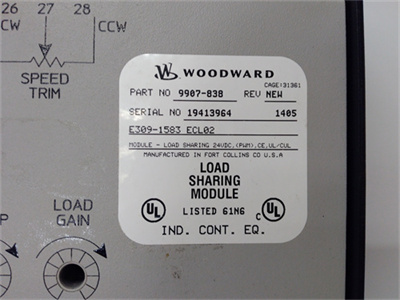 26 27 28
CW CCW
SPEED
TRIM
WOODWARD
CAGE:31361
PART NO 9907-838 REV NEW
SERIAL NO 19413964 1405
E309-1583 ECL02
MODULE - LOAD SHARING 24VDC, (PWM),CE,UL/CUL
MANUFACTURED IN FORT COLLINS CO U.S.A
LOAD
SHARING
MODULE
UL LISTED 61H6 C UL
IND. CONT. EQ.
P LOAD
GAIN